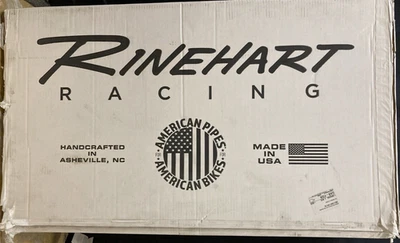 RINEHART
RACING
HANDCRAFTED
IN
ASHEVILLE, NC
AMERICAN PIPES
AMERICAN BIKES
MADE
IN
USA